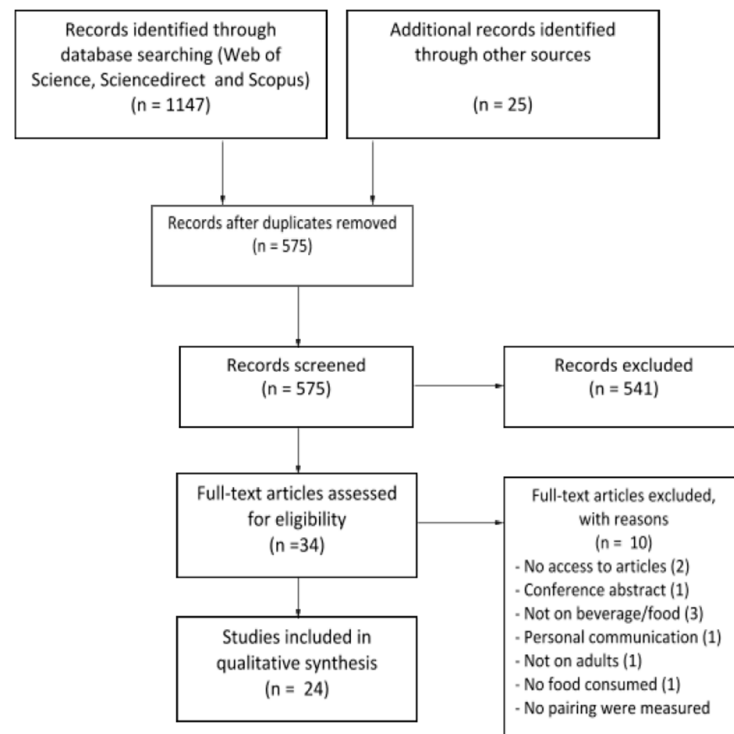 Records identified through
database searching (Web of
Science, Sciencedirect and Scopus)
(n = 1147)
Additional records identified
through other sources
(n = 25)
Records after duplicates removed
(n = 575)
Records screened
(n = 575)
Records excluded
(n = 541)
Full-text articles assessed
for eligibility
(n =34)
Full-text articles excluded,
with reasons
(n = 10)
- No access to articles (2)
- Conference abstract (1)
- Not on beverage/food (3)
- Personal communication (1)
- Not on adults (1)
- No food consumed (1)
- No pairing were measured
Studies included in
qualitative synthesis
(n = 24)